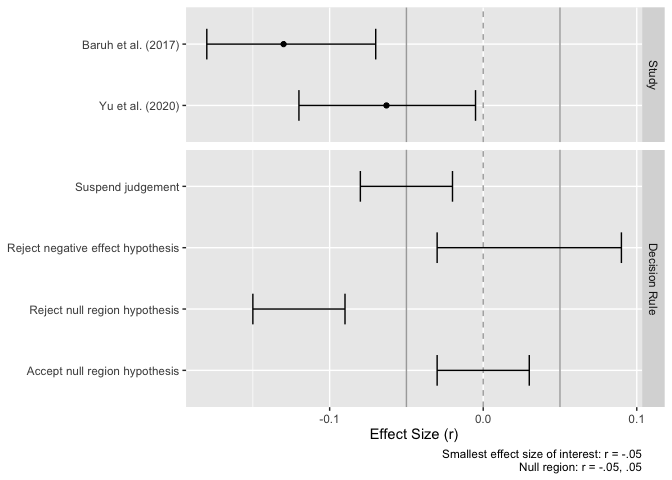 Baruh et al. (2017)
Yu et al. (2020)
Study
Suspend judgement
Reject negative effect hypothesis
Reject null region hypothesis
Accept null region hypothesis
Decision Rule
-0.1 0.0 0.1
Effect Size (r)
Smallest effect size of interest: r = -.05
Null region: r = -.05, .05